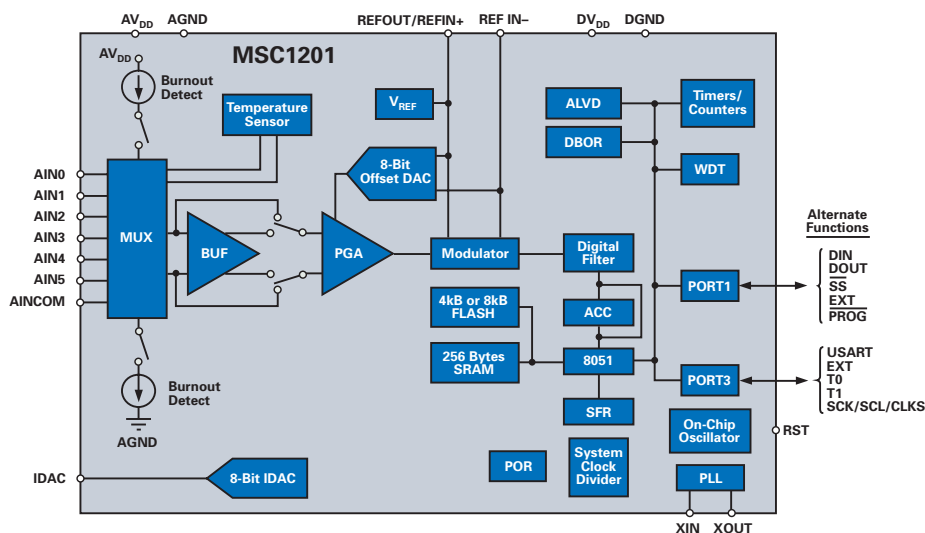 AVDD AGND REFOUT/REFIN+ REF IN– DVDD DGND
MSC1201
AVDD
Burnout
Detect
Temperature
Sensor
VREF
8-Bit
Offset DAC
ALVD
DBOR
Timers/
Counters
WDT
AIN0
AIN1
AIN2
AIN3
AIN4
AIN5
AINCOM
MUX
BUF
PGA
Modulator
Digital
Filter
4kB or 8kB
FLASH
ACC
256 Bytes
SRAM
8051
SFR
PORT1
PORT3
Alternate
Functions
DIN
DOUT
SS
EXT
PROG
USART
EXT
T0
T1
SCK/SCL/CLKS
Burnout
Detect
AGND
RST
On-Chip
Oscillator
IDAC
8-Bit IDAC
POR
System
Clock
Divider
PLL
XIN XOUT